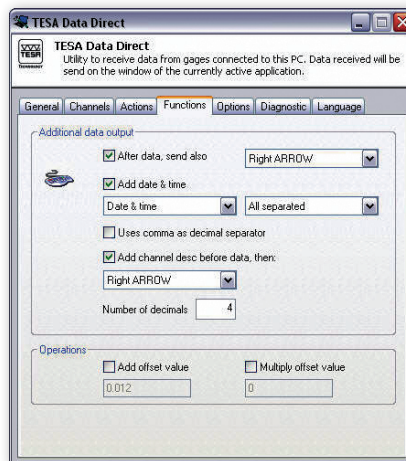 TESA Data Direct
TESA
TECHNOLOGY
TESA Data Direct
Utility to receive data from gages connected to this PC. Data received will
send on the window of the currently active application.
General Channels Actions Functions Options Diagnostic Language
Additional data output
After data, send also Right ARROW
Add date & time
Date & time All separated
Uses comma as decimal separator
Add channel desc before data, then:
Right ARROW
Number of decimals 4
Operations
Add offset value Multiply offset value
0.012 0